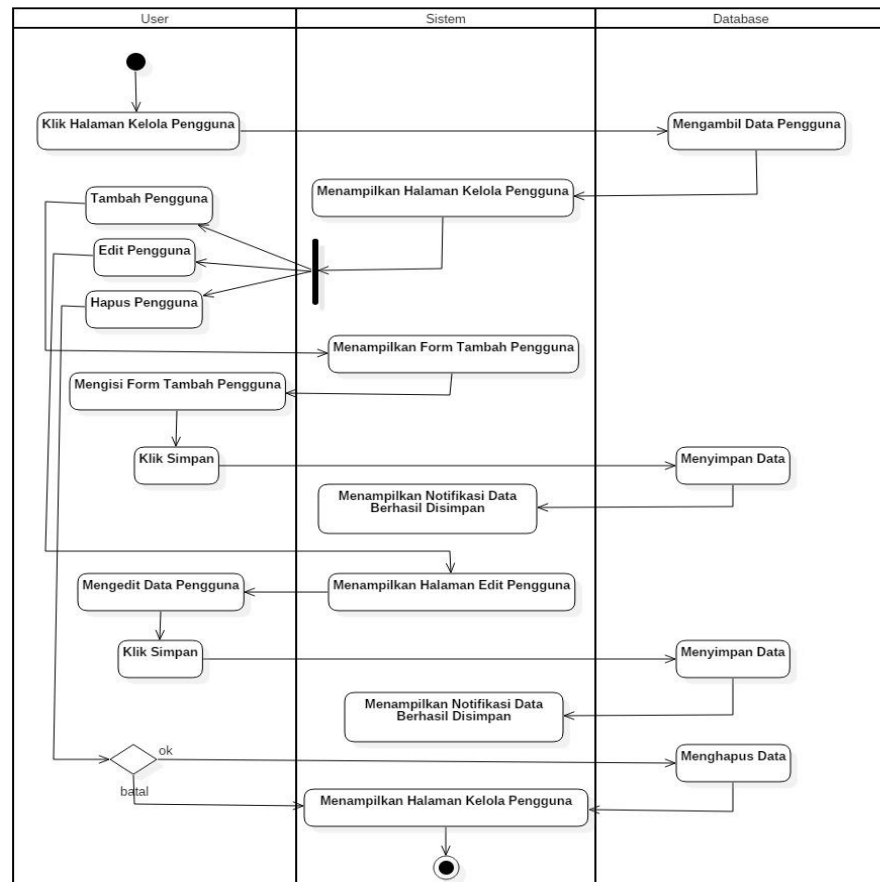 User
Sistem
Database
Klik Halaman Kelola Pengguna
Mengambil Data Pengguna
Menampilkan Halaman Kelola Pengguna
Tambah Pengguna
Edit Pengguna
Hapus Pengguna
Menampilkan Form Tambah Pengguna
Mengisi Form Tambah Pengguna
Klik Simpan
Menyimpan Data
Menampilkan Notifikasi Data
Berhasil Disimpan
Mengedit Data Pengguna
Menampilkan Halaman Edit Pengguna
Klik Simpan
Menyimpan Data
Menampilkan Notifikasi Data
Berhasil Disimpan
ok
Menghapus Data
batal
Menampilkan Halaman Kelola Pengguna